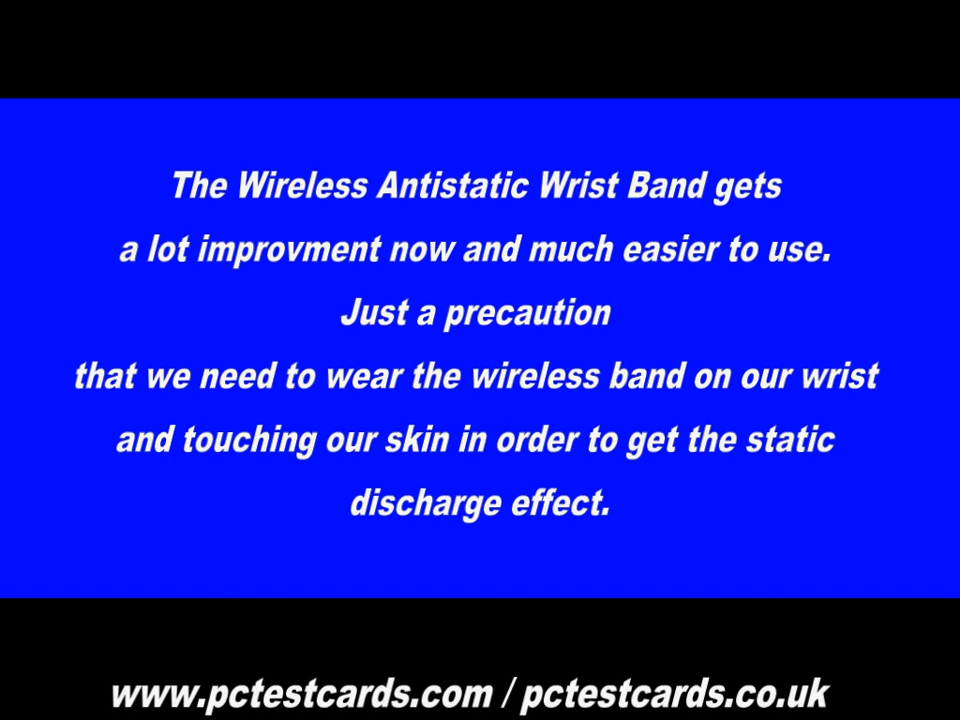 The Wireless Antistatic Wrist Band gets
a lot improvment now and much easier to use.
Just a precaution
that we need to wear the wireless band on our wrist
and touching our skin in order to get the static
discharge effect.
www.pctestcards.com / pctestcards.co.uk